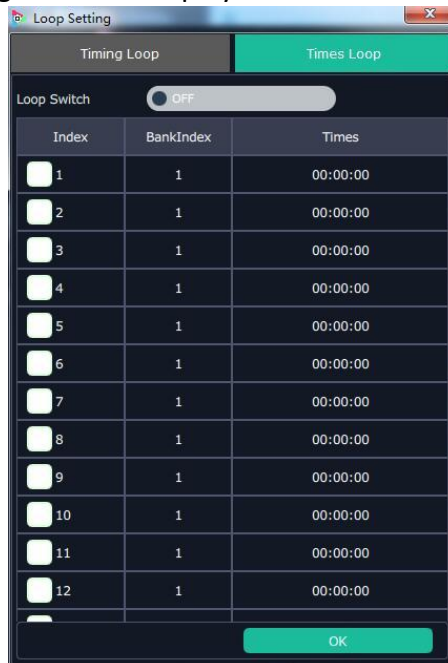 Loop Setting
Timing Loop Times Loop
Loop Switch OFF
Index BankIndex Times
1 1 00:00:00
2 1 00:00:00
3 1 00:00:00
4 1 00:00:00
5 1 00:00:00
6 1 00:00:00
7 1 00:00:00
8 1 00:00:00
9 1 00:00:00
10 1 00:00:00
11 1 00:00:00
12 1 00:00:00
OK